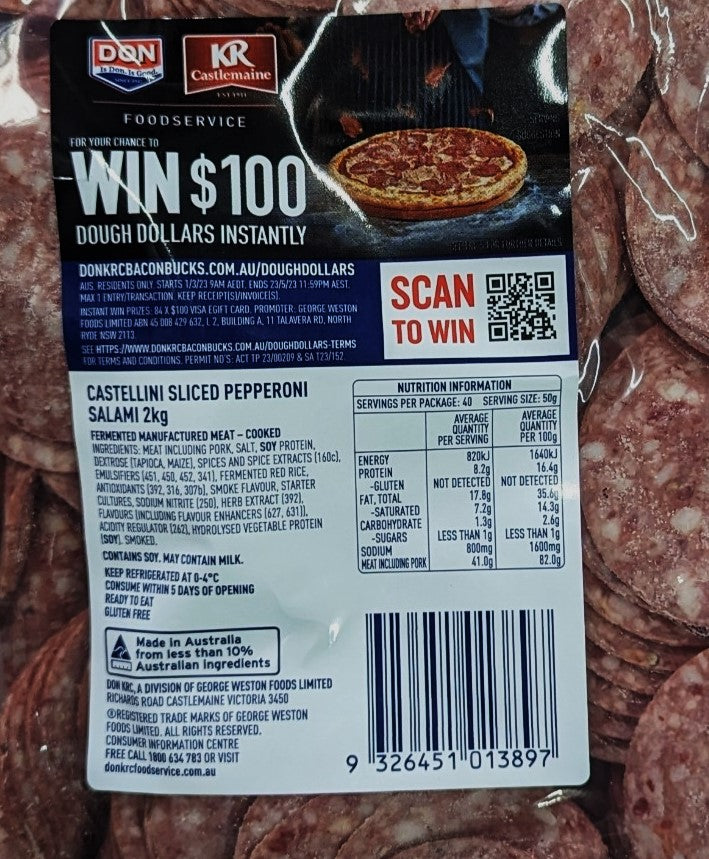 DON
Is Don. Is Good.
KR
Castlemaine
FOODSERVICE
FOR YOUR CHANCE TO
WIN $100
DOUGH DOLLARS INSTANTLY
DONKRCBACONBUCKS.COM.AU/DOUGHDOLLARS
AUS. RESIDENTS ONLY. STARTS 1/3/23 9AM AEDT. ENDS 23/5/23 11:59PM AEST.
MAX 1 ENTRY/TRANSACTION. KEEP RECEIPT(S)/INVOICE(S).
INSTANT WIN PRIZES: 84 X $100 VISA EGIFT CARD. PROMOTER: GEORGE WESTON
FOODS LIMITED ABN 45 008 429 632, L 2, BUILDING A, 11 TALAVERA RD, NORTH
RYDE NSW 2113.
SEE HTTPS://WWW.DONKRCBACONBUCKS.COM.AU/DOUGHDOLLARS-TERMS
FOR TERMS AND CONDITIONS. PERMIT NO'S: ACT TP 23/00209 & SA T23/152.
SCAN
TO WIN
CASTELLINI SLICED PEPPERONI
SALAMI 2kg
FERMENTED MANUFACTURED MEAT – COOKED
INGREDIENTS: MEAT INCLUDING PORK, SALT, SOY PROTEIN,
DEXTROSE (TAPIOCA, MAIZE), SPICES AND SPICE EXTRACTS (160c),
EMULSIFIERS (451, 450, 452, 341), FERMENTED RED RICE,
ANTIOXIDANTS (392, 316, 307b), SMOKE FLAVOUR, STARTER
CULTURES, SODIUM NITRITE (250), HERB EXTRACT (392),
FLAVOURS (INCLUDING FLAVOUR ENHANCERS (627, 631)),
ACIDITY REGULATOR (262), HYDROLYSED VEGETABLE PROTEIN
(SOY). SMOKED.
CONTAINS SOY. MAY CONTAIN MILK.
KEEP REFRIGERATED AT 0-4°C
CONSUME WITHIN 5 DAYS OF OPENING
READY TO EAT
GLUTEN FREE
Made in Australia
from less than 10%
Australian ingredients
DON KRC, A DIVISION OF GEORGE WESTON FOODS LIMITED
RICHARDS ROAD CASTLEMAINE VICTORIA 3450
®REGISTERED TRADE MARKS OF GEORGE WESTON
FOODS LIMITED. ALL RIGHTS RESERVED.
CONSUMER INFORMATION CENTRE
FREE CALL 1800 634 783 OR VISIT
donkrcfoodservice.com.au
NUTRITION INFORMATION
SERVINGS PER PACKAGE: 40 SERVING SIZE: 50g
AVERAGE QUANTITY PER SERVING AVERAGE QUANTITY PER 100g
ENERGY 820kJ 1640kJ
PROTEIN 8.2g 16.4g
-GLUTEN NOT DETECTED NOT DETECTED
FAT, TOTAL 17.8g 35.6g
-SATURATED 7.2g 14.3g
CARBOHYDRATE 1.3g 2.6g
-SUGARS LESS THAN 1g LESS THAN 1g
SODIUM 800mg 1600mg
MEAT INCLUDING PORK 41.0g 82.0g
9 326451 013897